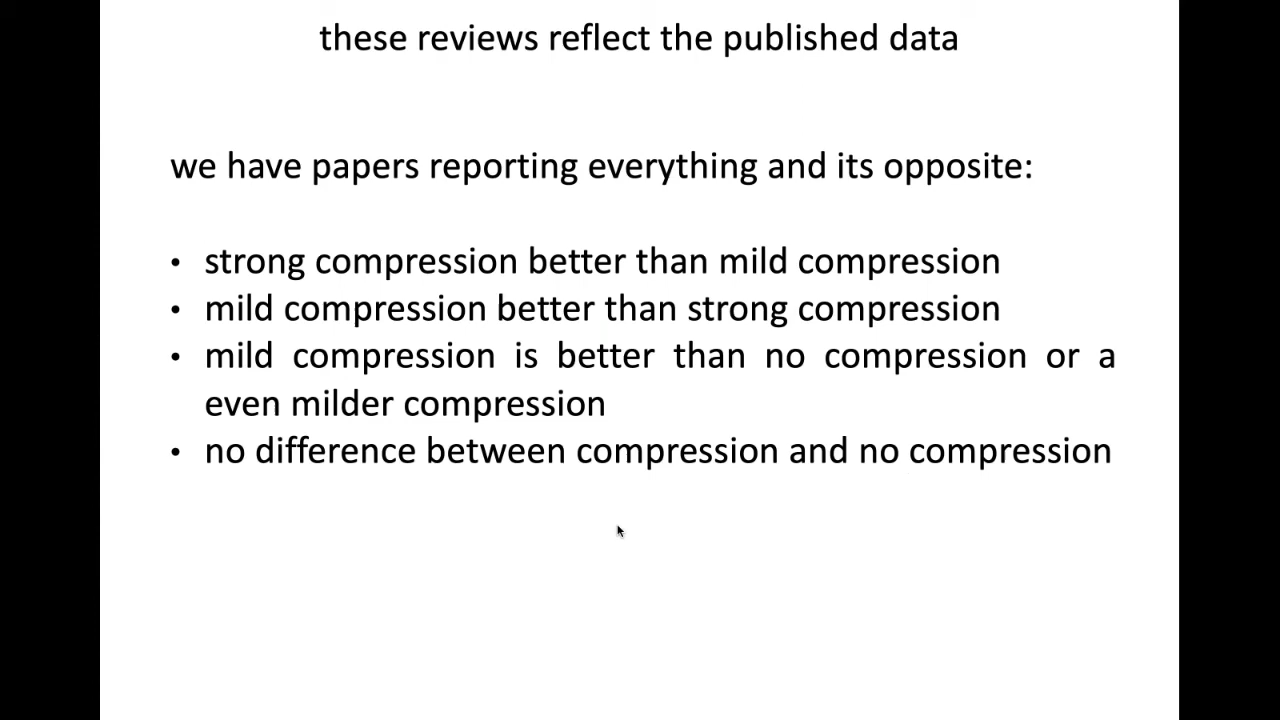 these reviews reflect the published data
we have papers reporting everything and its opposite:
• strong compression better than mild compression
• mild compression better than strong compression
• mild compression is better than no compression or a
even milder compression
• no difference between compression and no compression